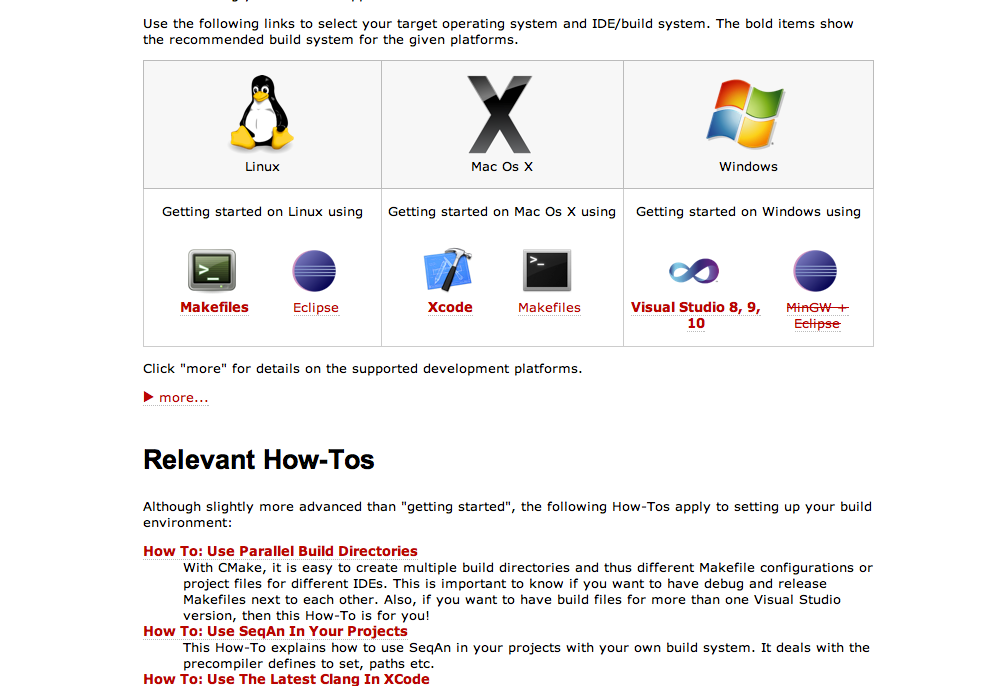 Use the following links to select your target operating system and IDE/build system. The bold items show
the recommended build system for the given platforms.
Linux
Mac Os X
Windows
Getting started on Linux using
Getting started on Mac Os X using
Getting started on Windows using
Makefiles
Eclipse
Xcode
Makefiles
Visual Studio 8, 9,
10
MinGW +
Eclipse
Click "more" for details on the supported development platforms.
more...
Relevant How-Tos
Although slightly more advanced than "getting started", the following How-Tos apply to setting up your build
environment:
How To: Use Parallel Build Directories
With CMake, it is easy to create multiple build directories and thus different Makefile configurations or
project files for different IDEs. This is important to know if you want to have debug and release
Makefiles next to each other. Also, if you want to have build files for more than one Visual Studio
version, then this How-To is for you!
How To: Use SeqAn In Your Projects
This How-To explains how to use SeqAn in your projects with your own build system. It deals with the
precompiler defines to set, paths etc.
How To: Use The Latest Clang In XCode